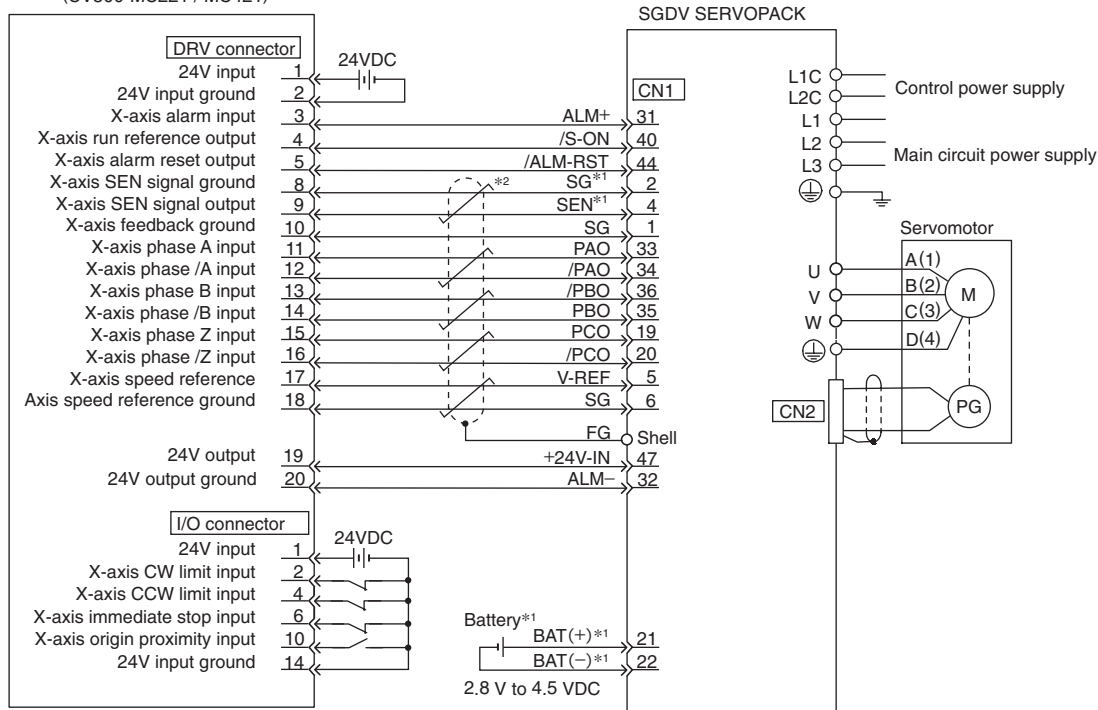 SGDV SERVOPACK
DRV connector
24VDC
24V input 1
24V input ground 2
X-axis alarm input 3 ALM+ 31
X-axis run reference output 4 /S-ON 40
X-axis alarm reset output 5 /ALM-RST 44
X-axis SEN signal ground 8 *2 SG*1 2
X-axis SEN signal output 9 SEN*1 4
X-axis feedback ground 10 SG 1
X-axis phase A input 11 PAO 33
X-axis phase /A input 12 /PAO 34
X-axis phase B input 13 /PBO 36
X-axis phase /B input 14 PBO 35
X-axis phase Z input 15 PCO 19
X-axis phase /Z input 16 /PCO 20
X-axis speed reference 17 V-REF 5
Axis speed reference ground 18 SG 6
FG Shell
24V output 19 +24V-IN 47
24V output ground 20 ALM− 32
CN1
I/O connector
24VDC
24V input 1
X-axis CW limit input 2
X-axis CCW limit input 4
X-axis immediate stop input 6
X-axis origin proximity input 10
24V input ground 14
Battery*1
BAT(+)*1 21
BAT(−)*1 22
2.8 V to 4.5 VDC
L1C
L2C
Control power supply
L1
L2
L3
Main circuit power supply
Servomotor
U A(1)
V B(2)
W C(3)
D(4)
M
CN2
PG